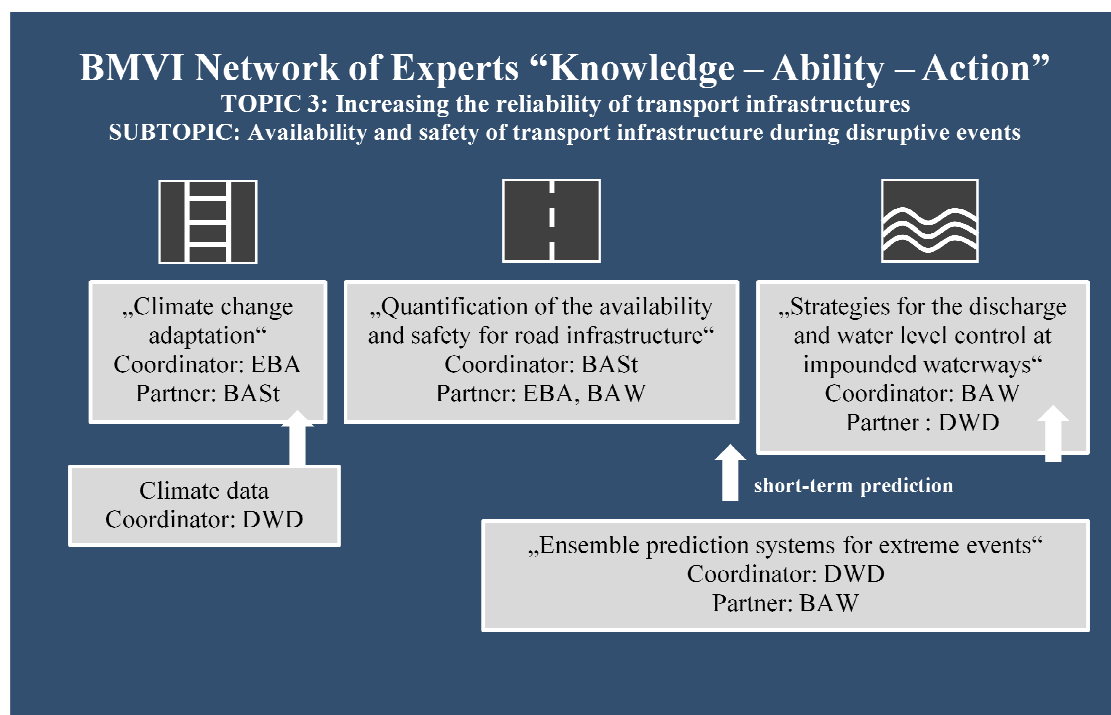 BMVI Network of Experts “Knowledge – Ability – Action”
TOPIC 3: Increasing the reliability of transport infrastructures
SUBTOPIC: Availability and safety of transport infrastructure during disruptive events
„Climate change
adaptation“
Coordinator: EBA
Partner: BASt
„Quantification of the availability
and safety for road infrastructure“
Coordinator: BASt
Partner: EBA, BAW
„Strategies for the discharge
and water level control at
impounded waterways“
Coordinator: BAW
Partner : DWD
Climate data
Coordinator: DWD
short-term prediction
„Ensemble prediction systems for extreme events“
Coordinator: DWD
Partner: BAW